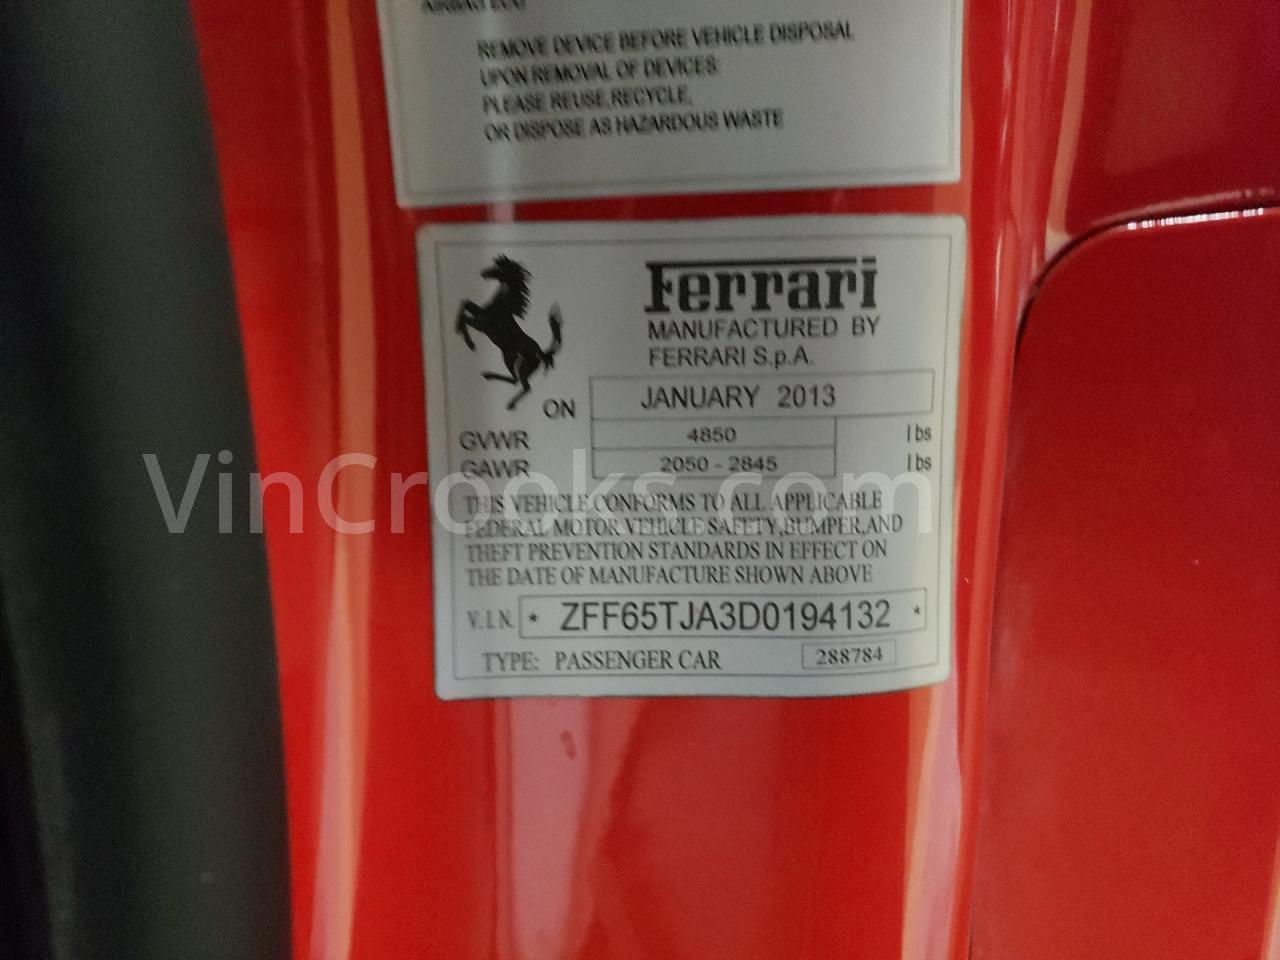 AIRBAG ECU
REMOVE DEVICE BEFORE VEHICLE DISPOSAL
UPON REMOVAL OF DEVICES:
PLEASE REUSE,RECYCLE,
OR DISPOSE AS HAZARDOUS WASTE
Ferrari
MANUFACTURED BY
FERRARI S.p.A.
ON JANUARY 2013
GVWR 4850 lbs
GAWR 2050 - 2845 lbs
VinCrooks.com
THIS VEHICLE CONFORMS TO ALL APPLICABLE
FEDERAL MOTOR VEHICLE SAFETY,BUMPER,AND
THEFT PREVENTION STANDARDS IN EFFECT ON
THE DATE OF MANUFACTURE SHOWN ABOVE
V.I.N. * ZFF65TJA3D0194132 *
TYPE: PASSENGER CAR 288784